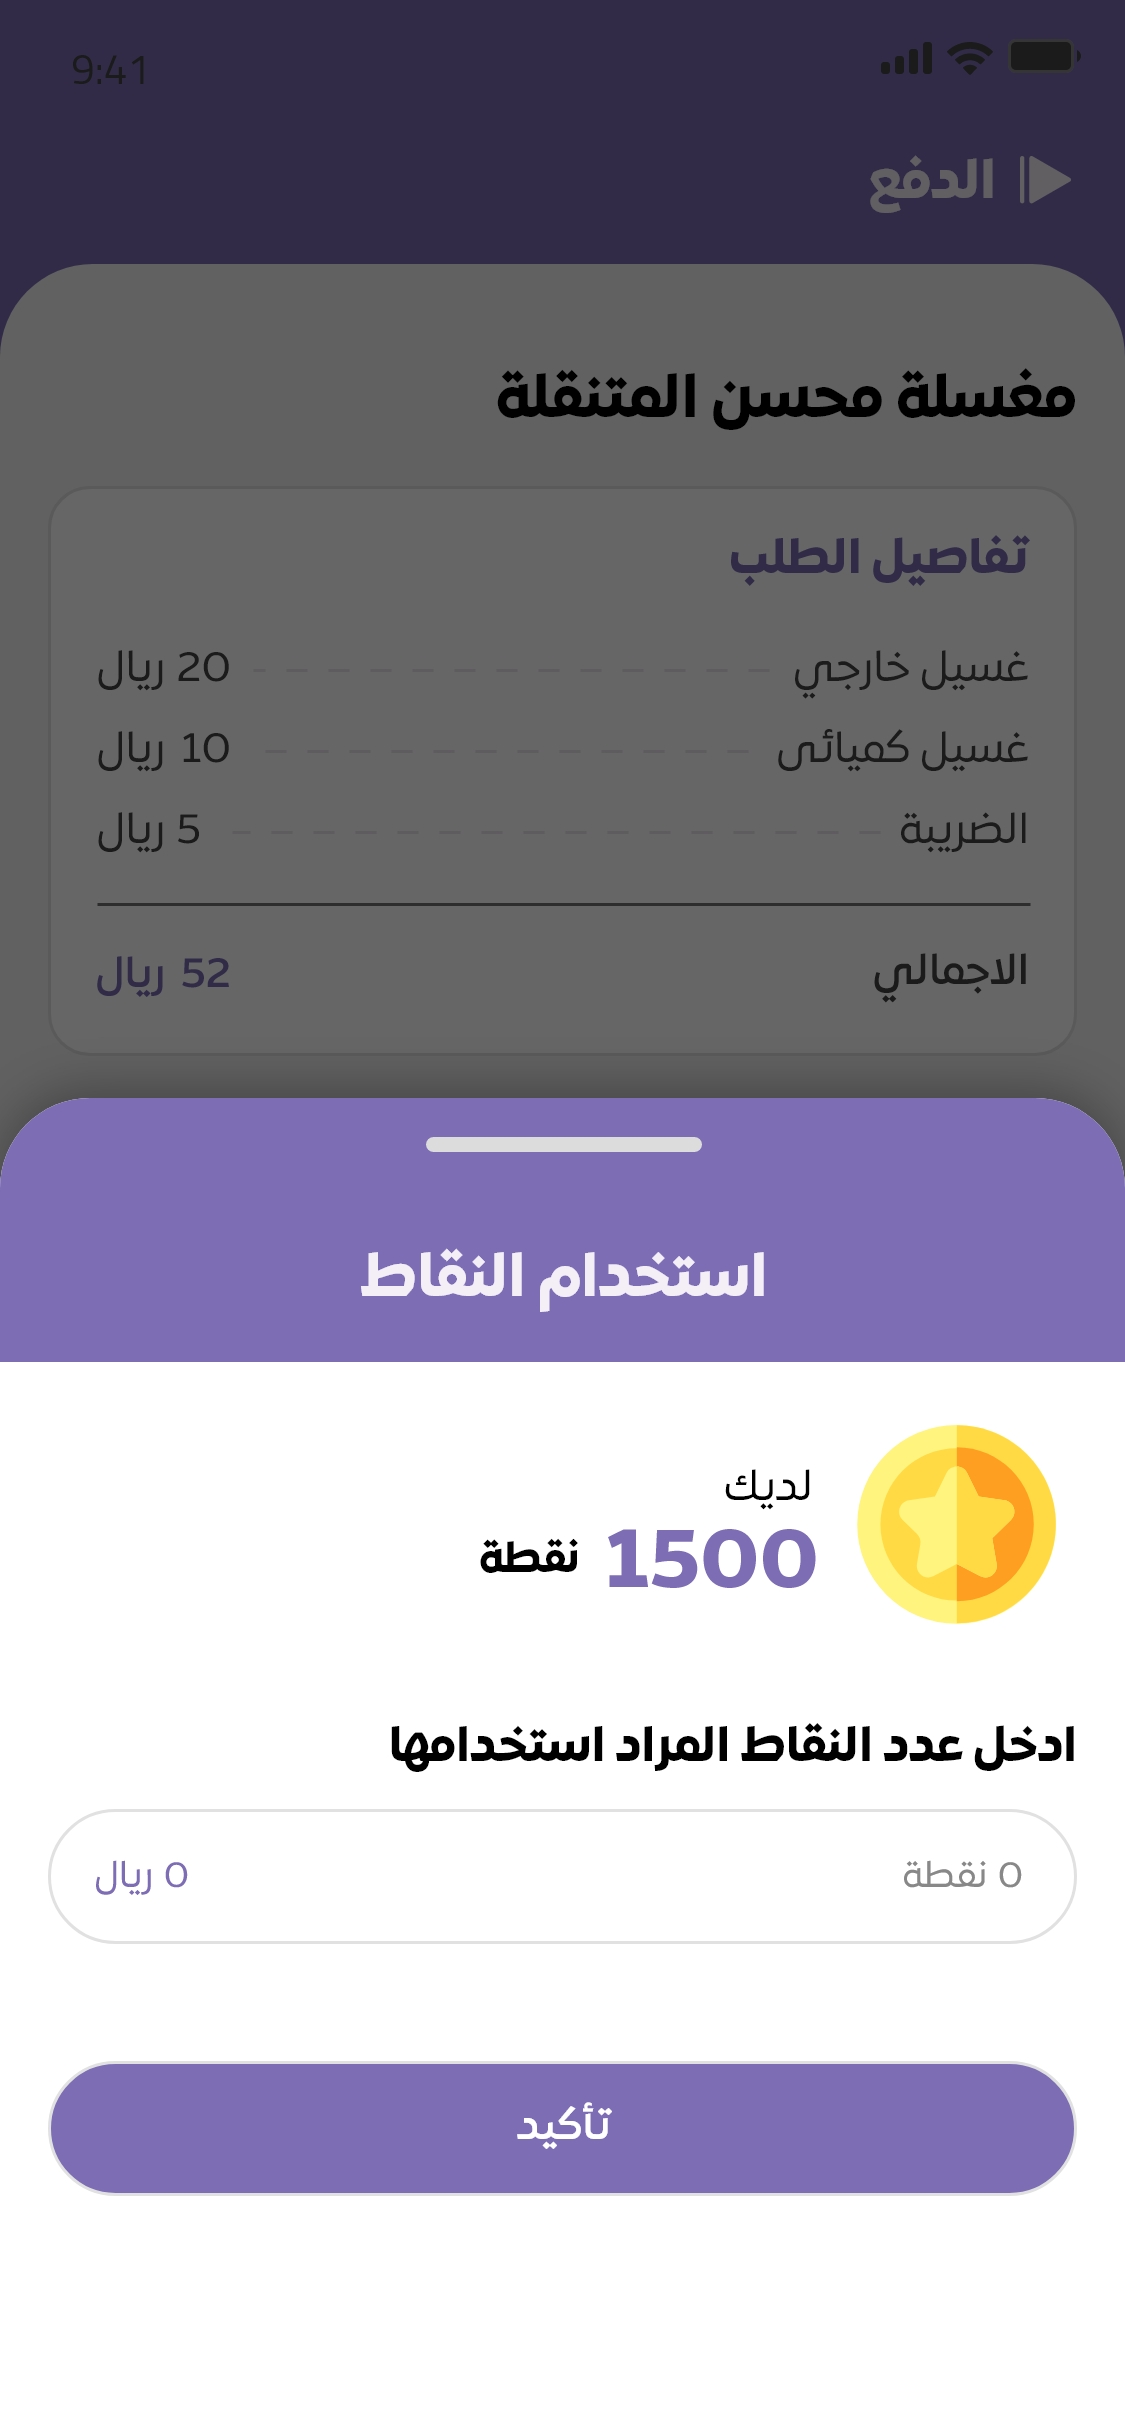 9:41
الدفع
مغسلة محسن المتنقلة
تفاصيل الطلب
غسيل خارجي 20 ريال
غسيل كميائى 10 ريال
الضريبة 5 ريال
الاجمالي 52 ريال
استخدام النقاط
لديك
1500 نقطة
ادخل عدد النقاط المراد استخدامها
0 نقطة 0 ريال
تأكيد